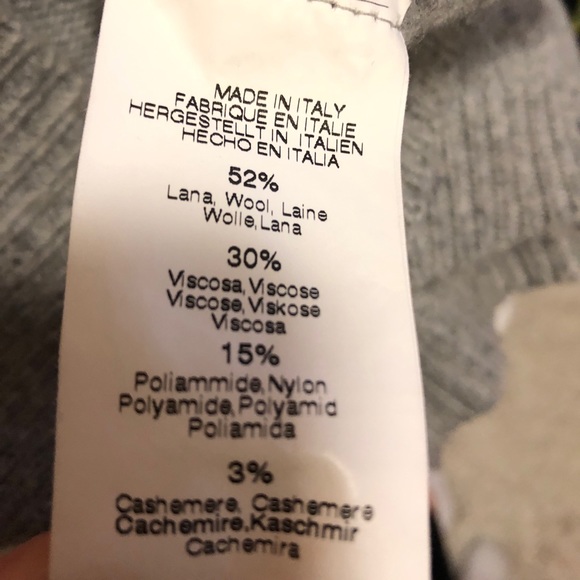 MADE IN ITALY
FABRIQUE EN ITALIE
HERGESTELLT IN ITALIEN
HECHO EN ITALIA
52%
Lana, Wool, Laine
Wolle, Lana
30%
Viscosa, Viscose
Viscose, Viskose
Viscosa
15%
Poliammide, Nylon
Polyamide, Polyamid
Poliamida
3%
Cashemere, Cashemere
Cachemire, Kaschmir
Cachemira